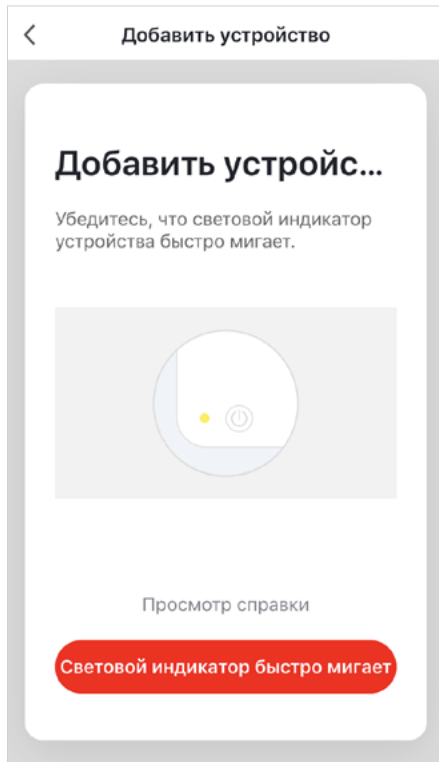 Добавить устройство
Добавить устройс...
Убедитесь, что световой индикатор
устройства быстро мигает.
Просмотр справки
Световой индикатор быстро мигает